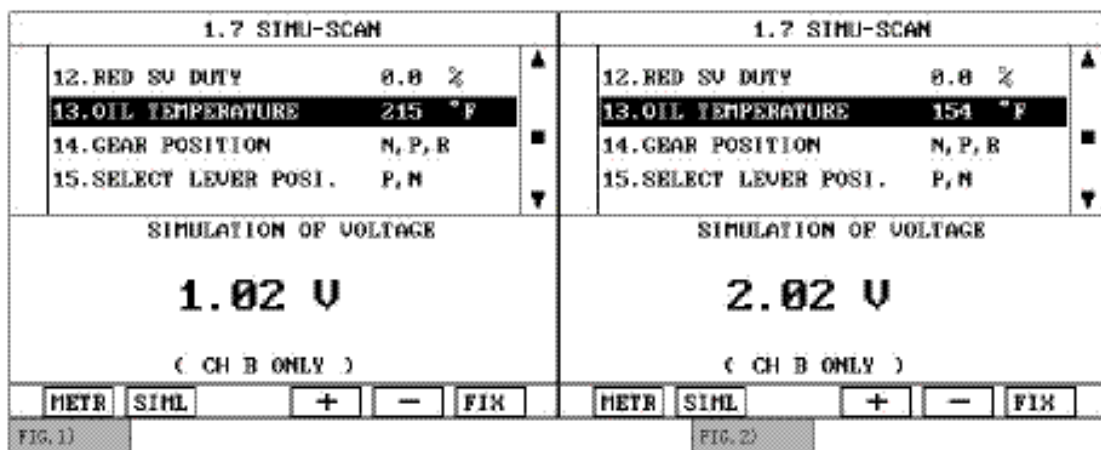 1.7 SIMU-SCAN
12.RED SV DUTY 0.0 %
13.OIL TEMPERATURE 215 °F
14.GEAR POSITION N,P,R
15.SELECT LEVER POSI. P,N
SIMULATION OF VOLTAGE
1.02 V
( CH B ONLY )
METR SIML + - FIX
FIG.1)
1.7 SIMU-SCAN
12.RED SV DUTY 0.0 %
13.OIL TEMPERATURE 154 °F
14.GEAR POSITION N,P,R
15.SELECT LEVER POSI. P,N
SIMULATION OF VOLTAGE
2.02 V
( CH B ONLY )
METR SIML + - FIX
FIG.2)